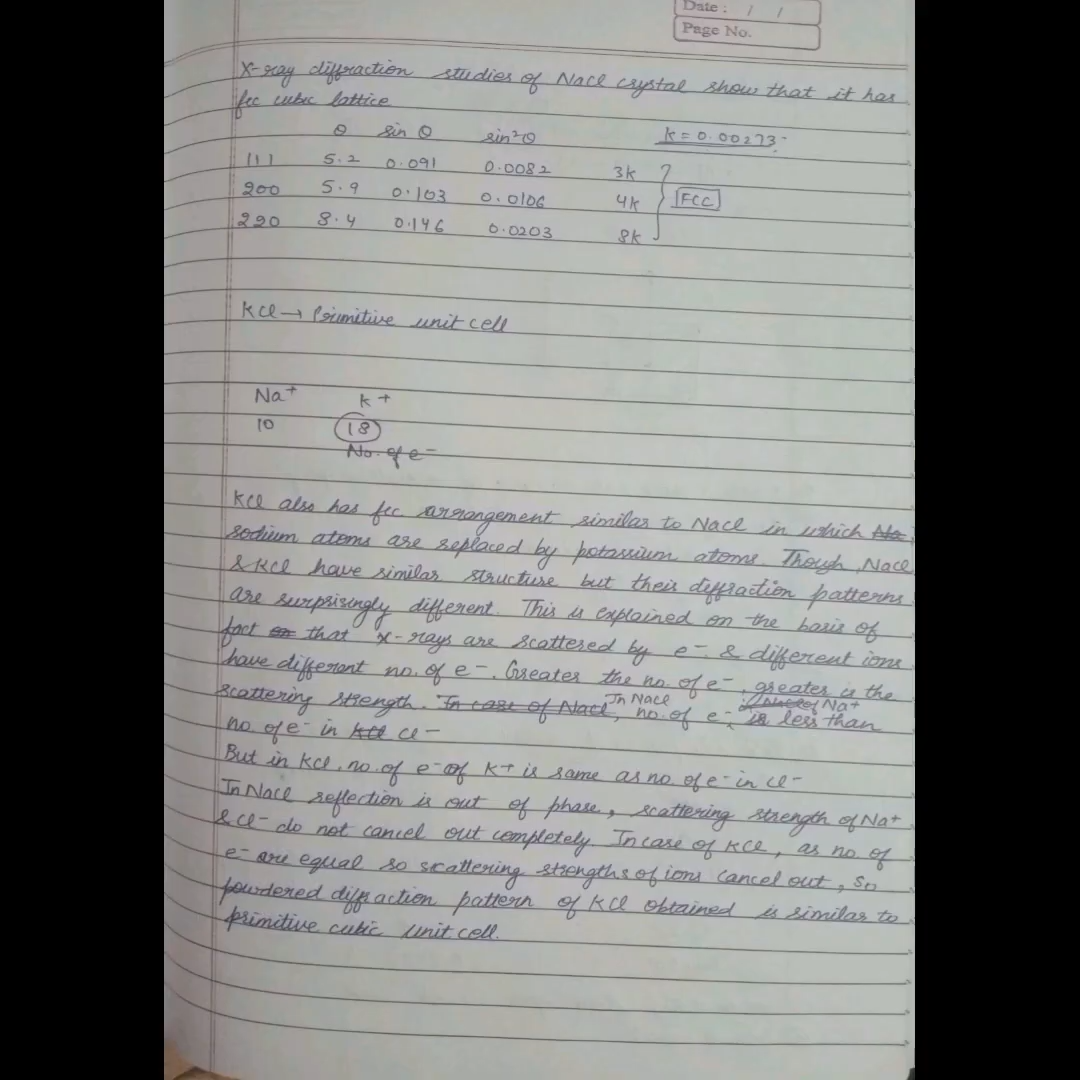 Date : / /
Page No.
X-ray diffraction studies of NaCl crystal show that it has
fcc cubic lattice
θ sin θ sin²θ K = 0.00273
111 5.2 0.091 0.0082 3K
200 5.9 0.103 0.0106 4K FCC
220 8.4 0.146 0.0203 8K
KCl → Primitive unit cell
Na+ K+
10 18
No. of e-
KCl also has fcc arrangement similar to NaCl in which Na
sodium atoms are replaced by potassium atoms. Though, NaCl
& KCl have similar structure but their diffraction patterns
are surprisingly different. This is explained on the basis of
fact on that x-rays are scattered by e- & different ions
have different no. of e-. Greater the no. of e-, greater is the
scattering strength. In case of NaCl, In NaCl no. of e- of Na+ is less than
no. of e- in KCl Cl-
But in KCl, no. of e- of K+ is same as no. of e- in Cl-
In NaCl reflection is out of phase, scattering strength of Na+
& Cl- do not cancel out completely. In case of KCl, as no. of
e- are equal so scattering strengths of ions cancel out, so
powdered diffraction pattern of KCl obtained is similar to
primitive cubic unit cell.